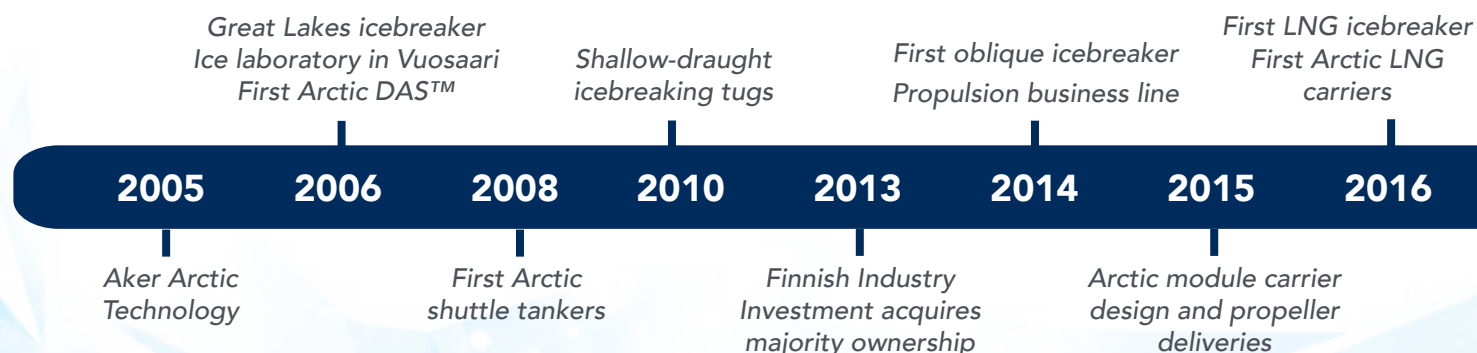 Great Lakes icebreaker
Ice laboratory in Vuosaari
First Arctic DAS™
Shallow-draught
icebreaking tugs
First oblique icebreaker
Propulsion business line
First LNG icebreaker
First Arctic LNG
carriers
2005 2006 2008 2010 2013 2014 2015 2016
Aker Arctic
Technology
First Arctic
shuttle tankers
Finnish Industry
Investment acquires
majority ownership
Arctic module carrier
design and propeller
deliveries